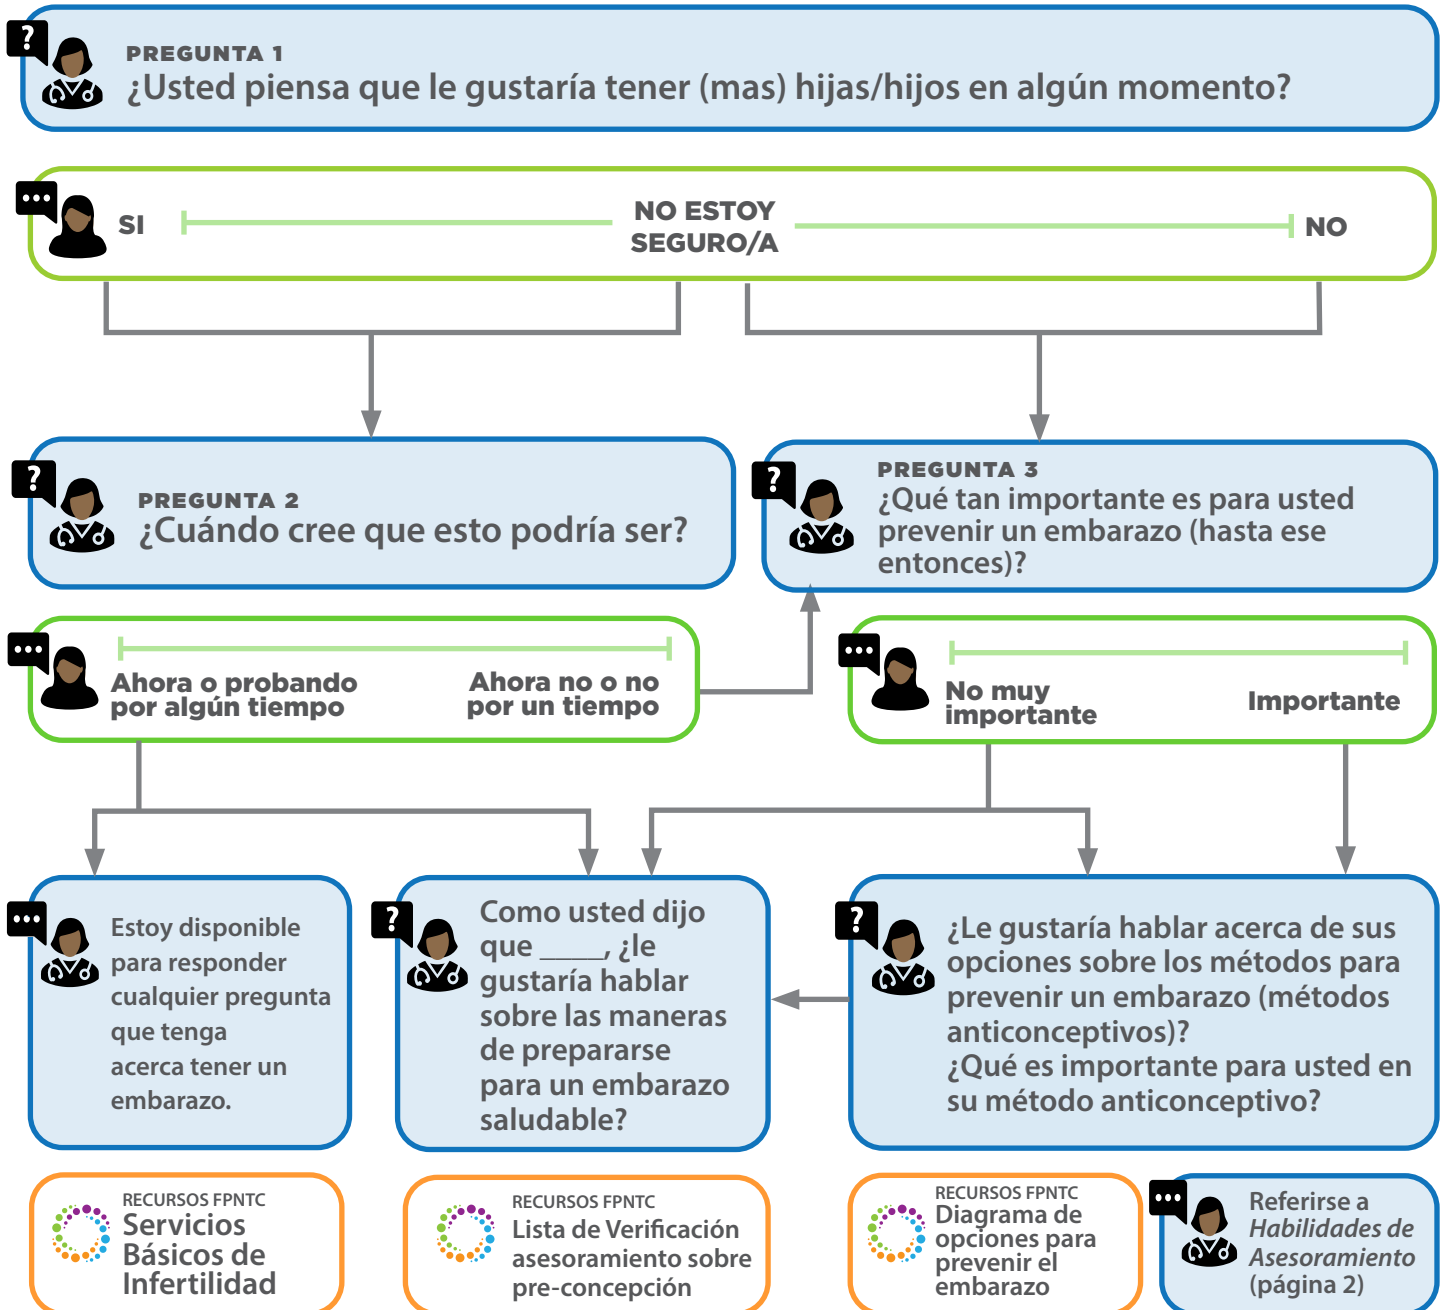 ?
PREGUNTA 1
¿Usted piensa que le gustaría tener (mas) hijas/hijos en algún momento?
SI
NO ESTOY
SEGURO/A
NO
?
PREGUNTA 2
¿Cuándo cree que esto podría ser?
?
PREGUNTA 3
¿Qué tan importante es para usted
prevenir un embarazo (hasta ese
entonces)?
Ahora o probando
por algún tiempo
Ahora no o no
por un tiempo
No muy
importante
Importante
Estoy disponible
para responder
cualquier pregunta
que tenga
acerca tener un
embarazo.
?
Como usted dijo
que ____, ¿le
gustaría hablar
sobre las maneras
de prepararse
para un embarazo
saludable?
?
¿Le gustaría hablar acerca de sus
opciones sobre los métodos para
prevenir un embarazo (métodos
anticonceptivos)?
¿Qué es importante para usted en
su método anticonceptivo?
RECURSOS FPNTC
Servicios
Básicos de
Infertilidad
RECURSOS FPNTC
Lista de Verificación
asesoramiento sobre
pre-concepción
RECURSOS FPNTC
Diagrama de
opciones para
prevenir el
embarazo
Referirse a
Habilidades de
Asesoramiento
(página 2)